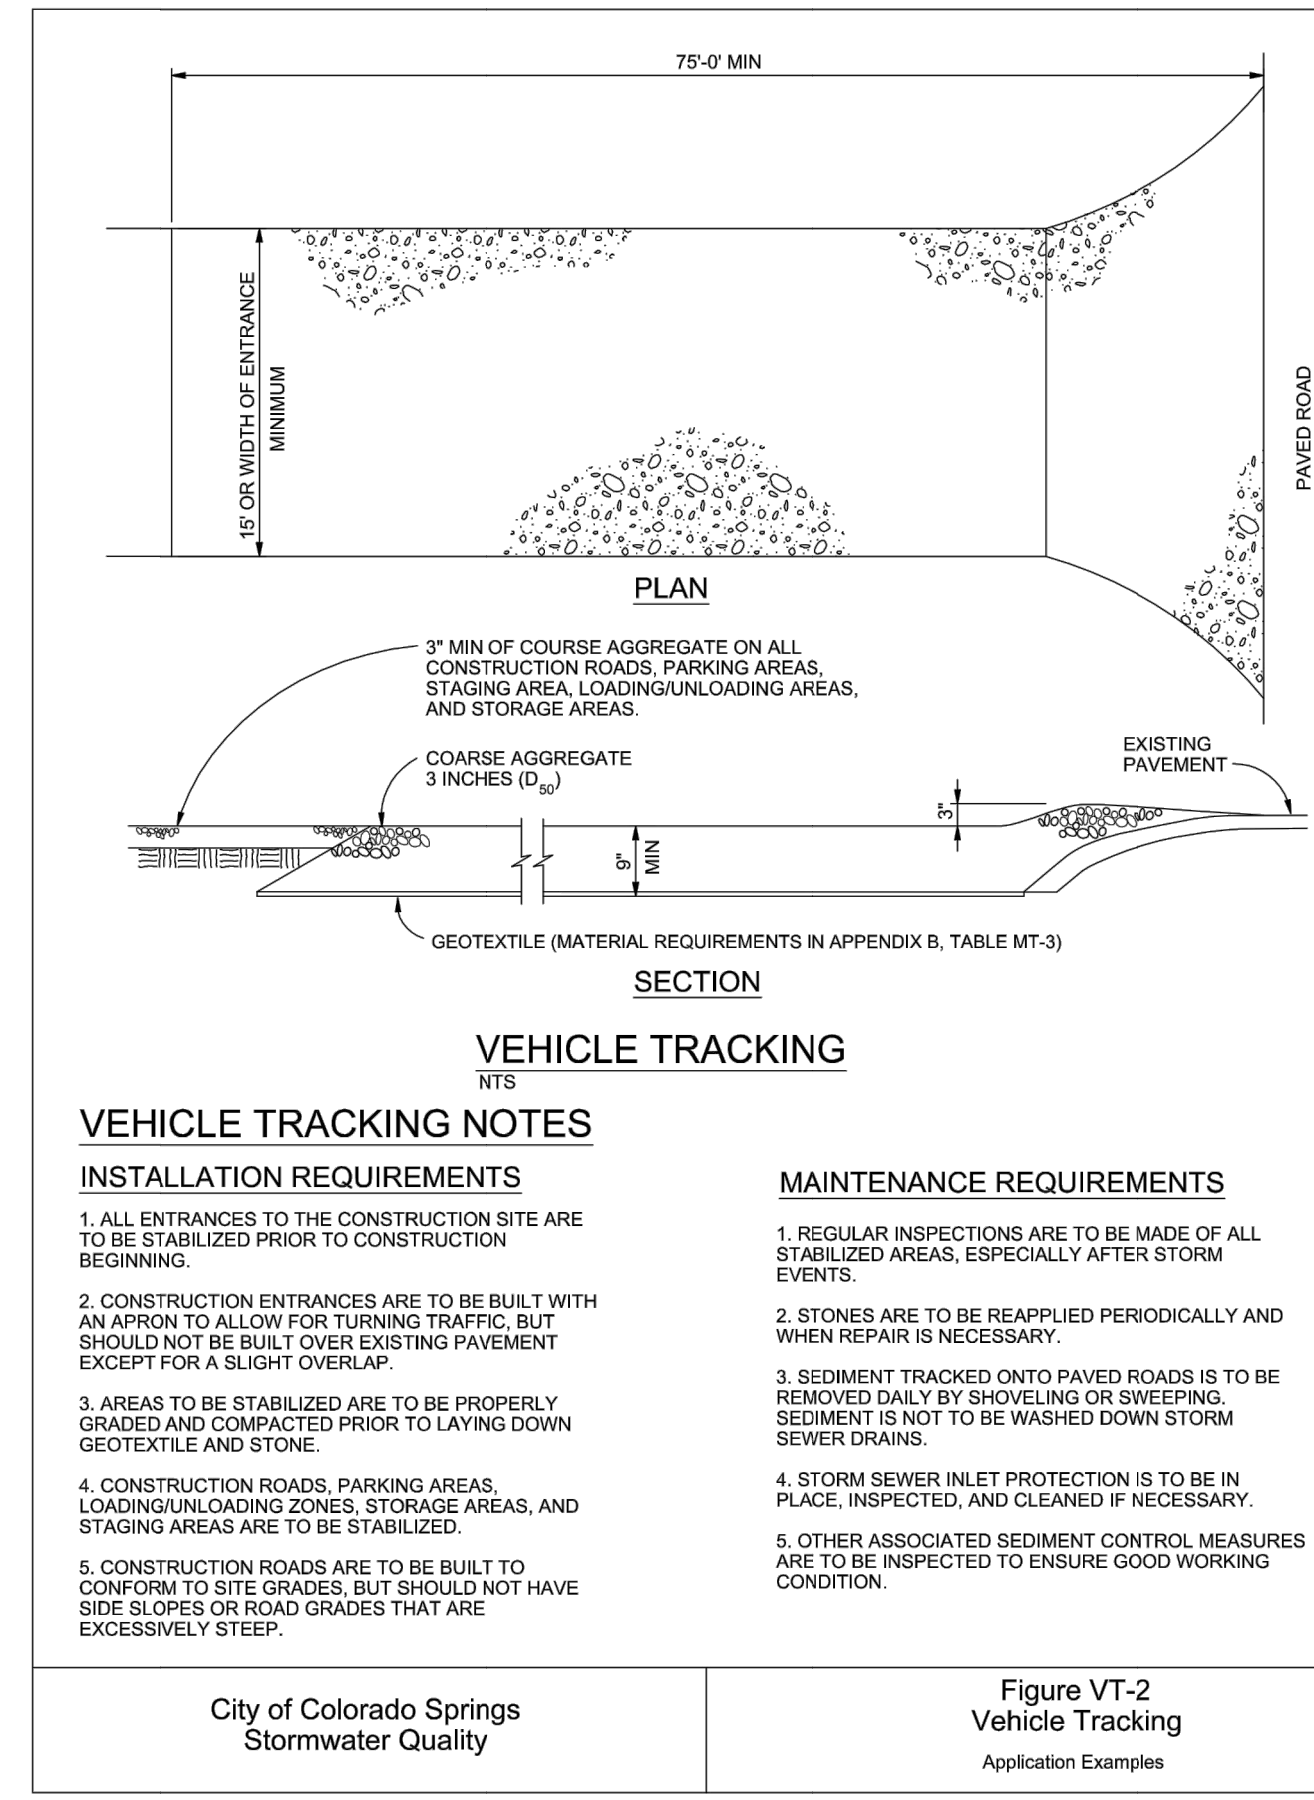 75'-0' MIN
15' OR WIDTH OF ENTRANCE
MINIMUM
PAVED ROAD
PLAN
3" MIN OF COURSE AGGREGATE ON ALL
CONSTRUCTION ROADS, PARKING AREAS,
STAGING AREA, LOADING/UNLOADING AREAS,
AND STORAGE AREAS.
COARSE AGGREGATE
3 INCHES (D50)
EXISTING
PAVEMENT
3"
9"
MIN
GEOTEXTILE (MATERIAL REQUIREMENTS IN APPENDIX B, TABLE MT-3)
SECTION
VEHICLE TRACKING
NTS
VEHICLE TRACKING NOTES
INSTALLATION REQUIREMENTS
1. ALL ENTRANCES TO THE CONSTRUCTION SITE ARE
TO BE STABILIZED PRIOR TO CONSTRUCTION
BEGINNING.
2. CONSTRUCTION ENTRANCES ARE TO BE BUILT WITH
AN APRON TO ALLOW FOR TURNING TRAFFIC, BUT
SHOULD NOT BE BUILT OVER EXISTING PAVEMENT
EXCEPT FOR A SLIGHT OVERLAP.
3. AREAS TO BE STABILIZED ARE TO BE PROPERLY
GRADED AND COMPACTED PRIOR TO LAYING DOWN
GEOTEXTILE AND STONE.
4. CONSTRUCTION ROADS, PARKING AREAS,
LOADING/UNLOADING ZONES, STORAGE AREAS, AND
STAGING AREAS ARE TO BE STABILIZED.
5. CONSTRUCTION ROADS ARE TO BE BUILT TO
CONFORM TO SITE GRADES, BUT SHOULD NOT HAVE
SIDE SLOPES OR ROAD GRADES THAT ARE
EXCESSIVELY STEEP.
MAINTENANCE REQUIREMENTS
1. REGULAR INSPECTIONS ARE TO BE MADE OF ALL
STABILIZED AREAS, ESPECIALLY AFTER STORM
EVENTS.
2. STONES ARE TO BE REAPPLIED PERIODICALLY AND
WHEN REPAIR IS NECESSARY.
3. SEDIMENT TRACKED ONTO PAVED ROADS IS TO BE
REMOVED DAILY BY SHOVELING OR SWEEPING.
SEDIMENT IS NOT TO BE WASHED DOWN STORM
SEWER DRAINS.
4. STORM SEWER INLET PROTECTION IS TO BE IN
PLACE, INSPECTED, AND CLEANED IF NECESSARY.
5. OTHER ASSOCIATED SEDIMENT CONTROL MEASURES
ARE TO BE INSPECTED TO ENSURE GOOD WORKING
CONDITION.
City of Colorado Springs
Stormwater Quality
Figure VT-2
Vehicle Tracking
Application Examples